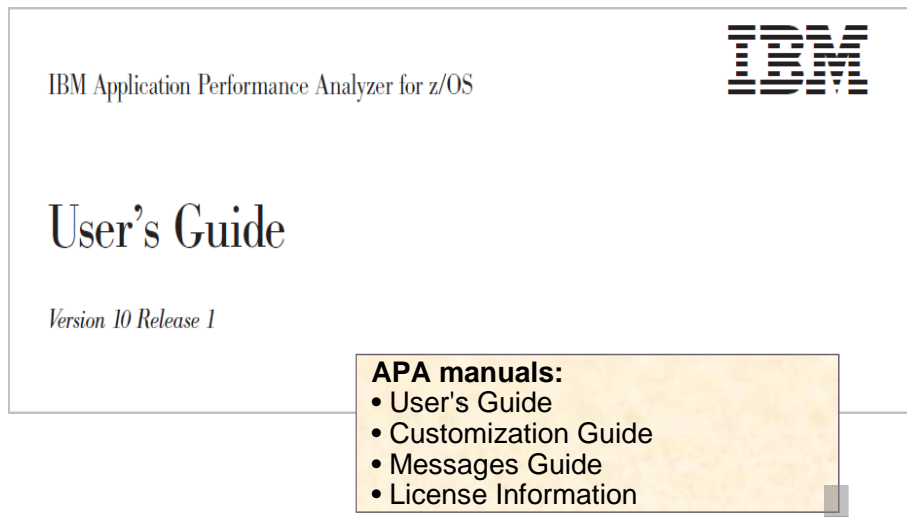 IBM
IBM Application Performance Analyzer for z/OS
User's Guide
Version 10 Release 1
APA manuals:
• User's Guide
• Customization Guide
• Messages Guide
• License Information